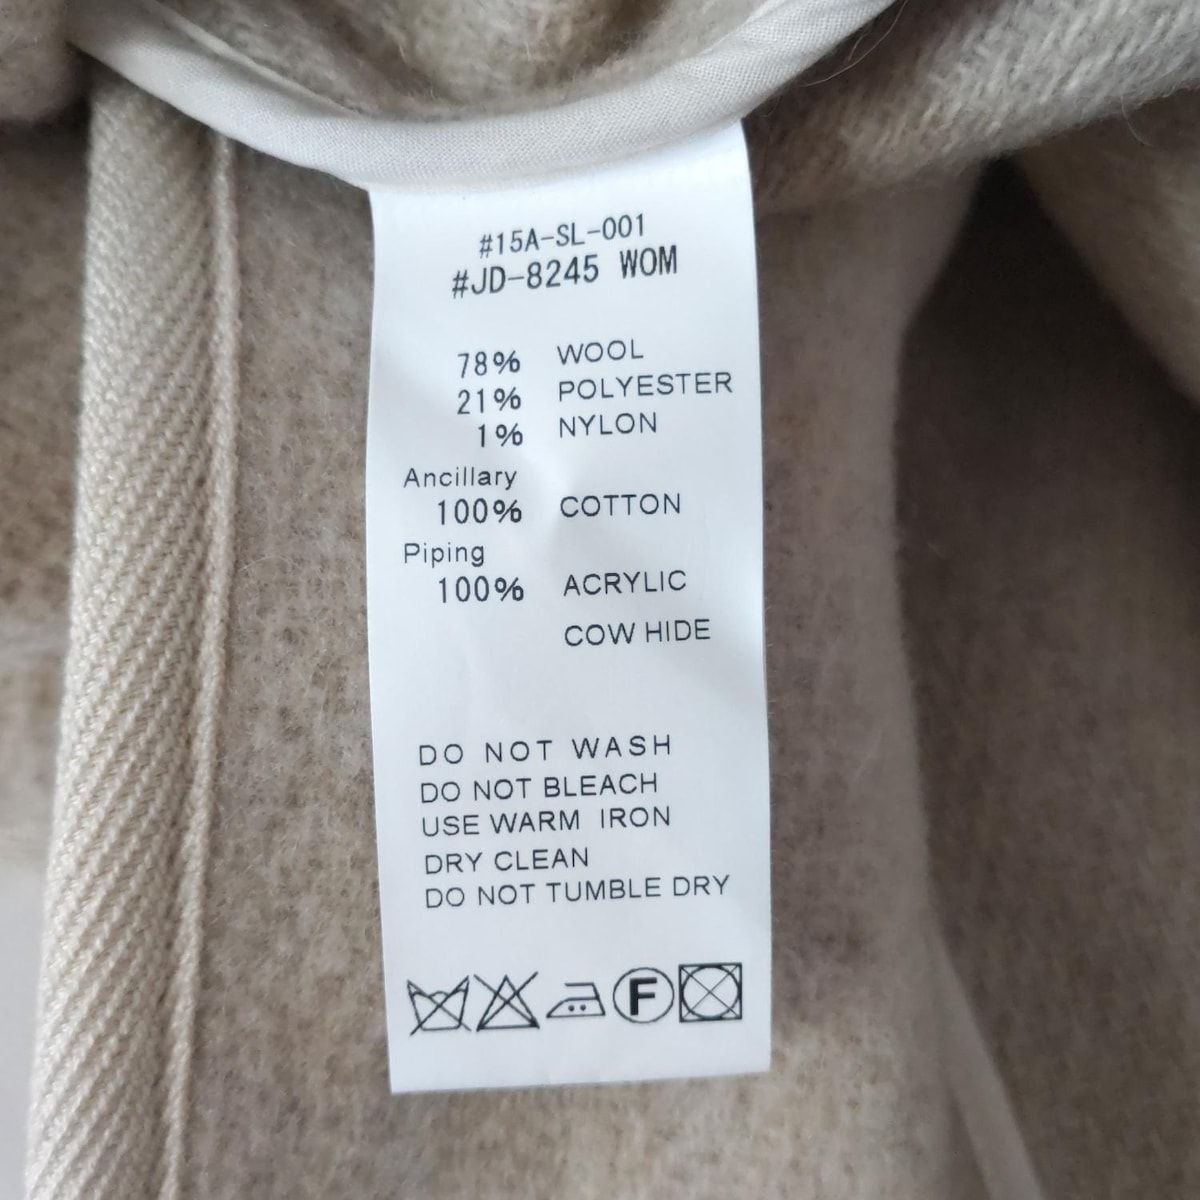 #15A-SL-001
#JD-8245 WOM
78% WOOL
21% POLYESTER
1% NYLON
Ancillary
100% COTTON
Piping
100% ACRYLIC
COW HIDE
DO NOT WASH
DO NOT BLEACH
USE WARM IRON
DRY CLEAN
DO NOT TUMBLE DRY
F